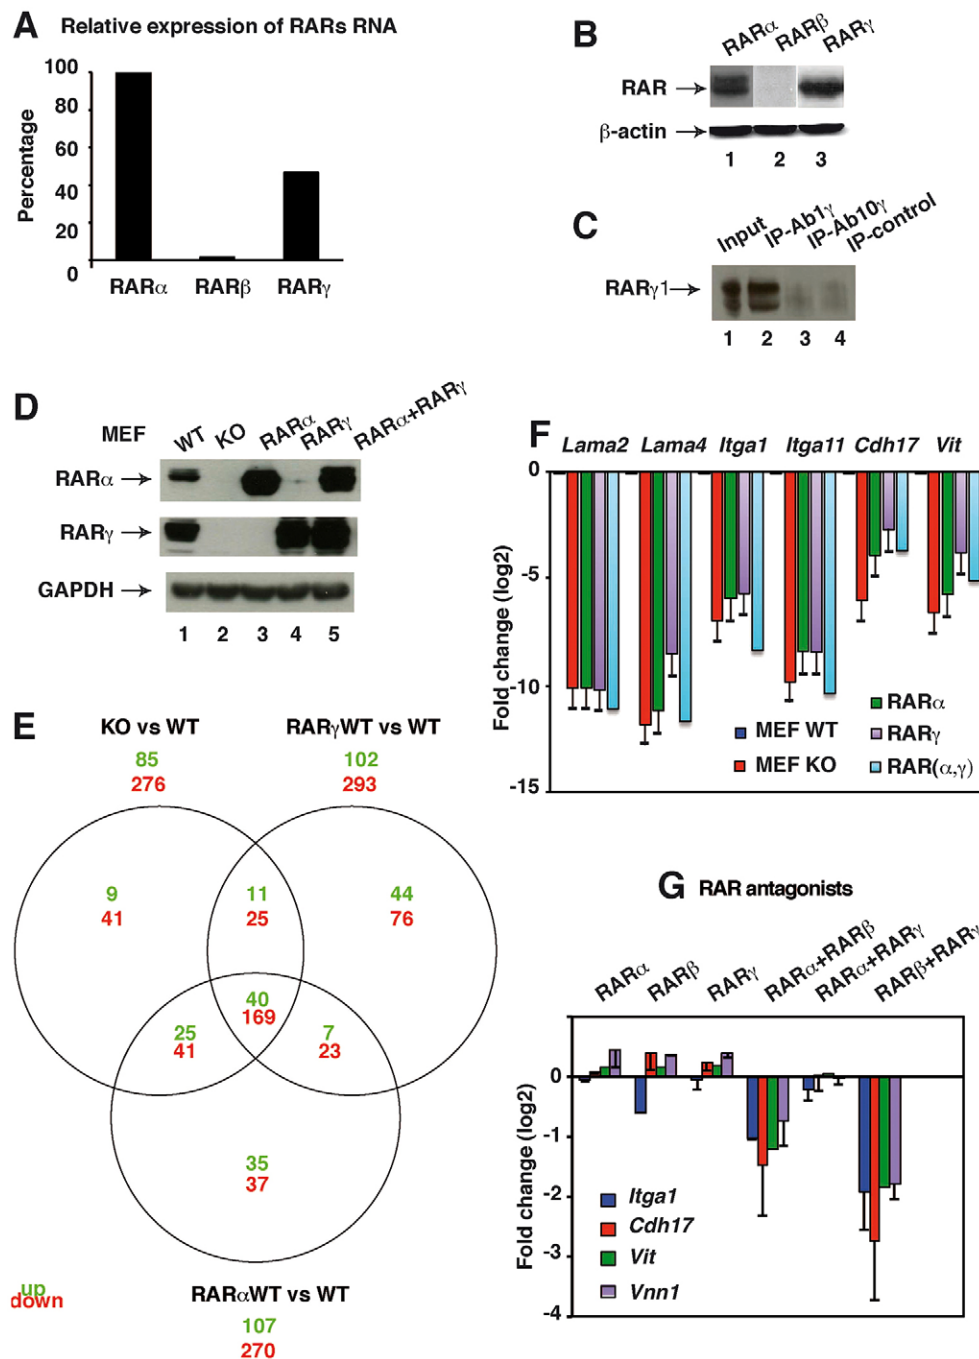 A Relative expression of RARs RNA
Percentage
100
80
60
40
20
0
RARα RARβ RARγ
B
RARα RARβ RARγ
RAR
β-actin
1 2 3
C
Input IP-Ab1γ IP-Ab10γ IP-control
RARγ1
1 2 3 4
D
MEF WT KO RARα RARγ RARα+RARγ
RARα
RARγ
GAPDH
1 2 3 4 5
E
KO vs WT RARγWT vs WT
85 102
276 293
9 11 44
41 25 76
40
169
25 7
41 23
35
37
RARαWT vs WT
107
270
up
down
F
Lama2 Lama4 Itga1 Itga11 Cdh17 Vit
Fold change (log2)
0
-5
-10
-15
MEF WT
MEF KO
RARα
RARγ
RAR(α,γ)
G RAR antagonists
RARα RARβ RARγ RARα+RARβ RARα+RARγ RARβ+RARγ
Fold change (log2)
0
-1
-2
-3
-4
Itga1
Cdh17
Vit
Vnn1